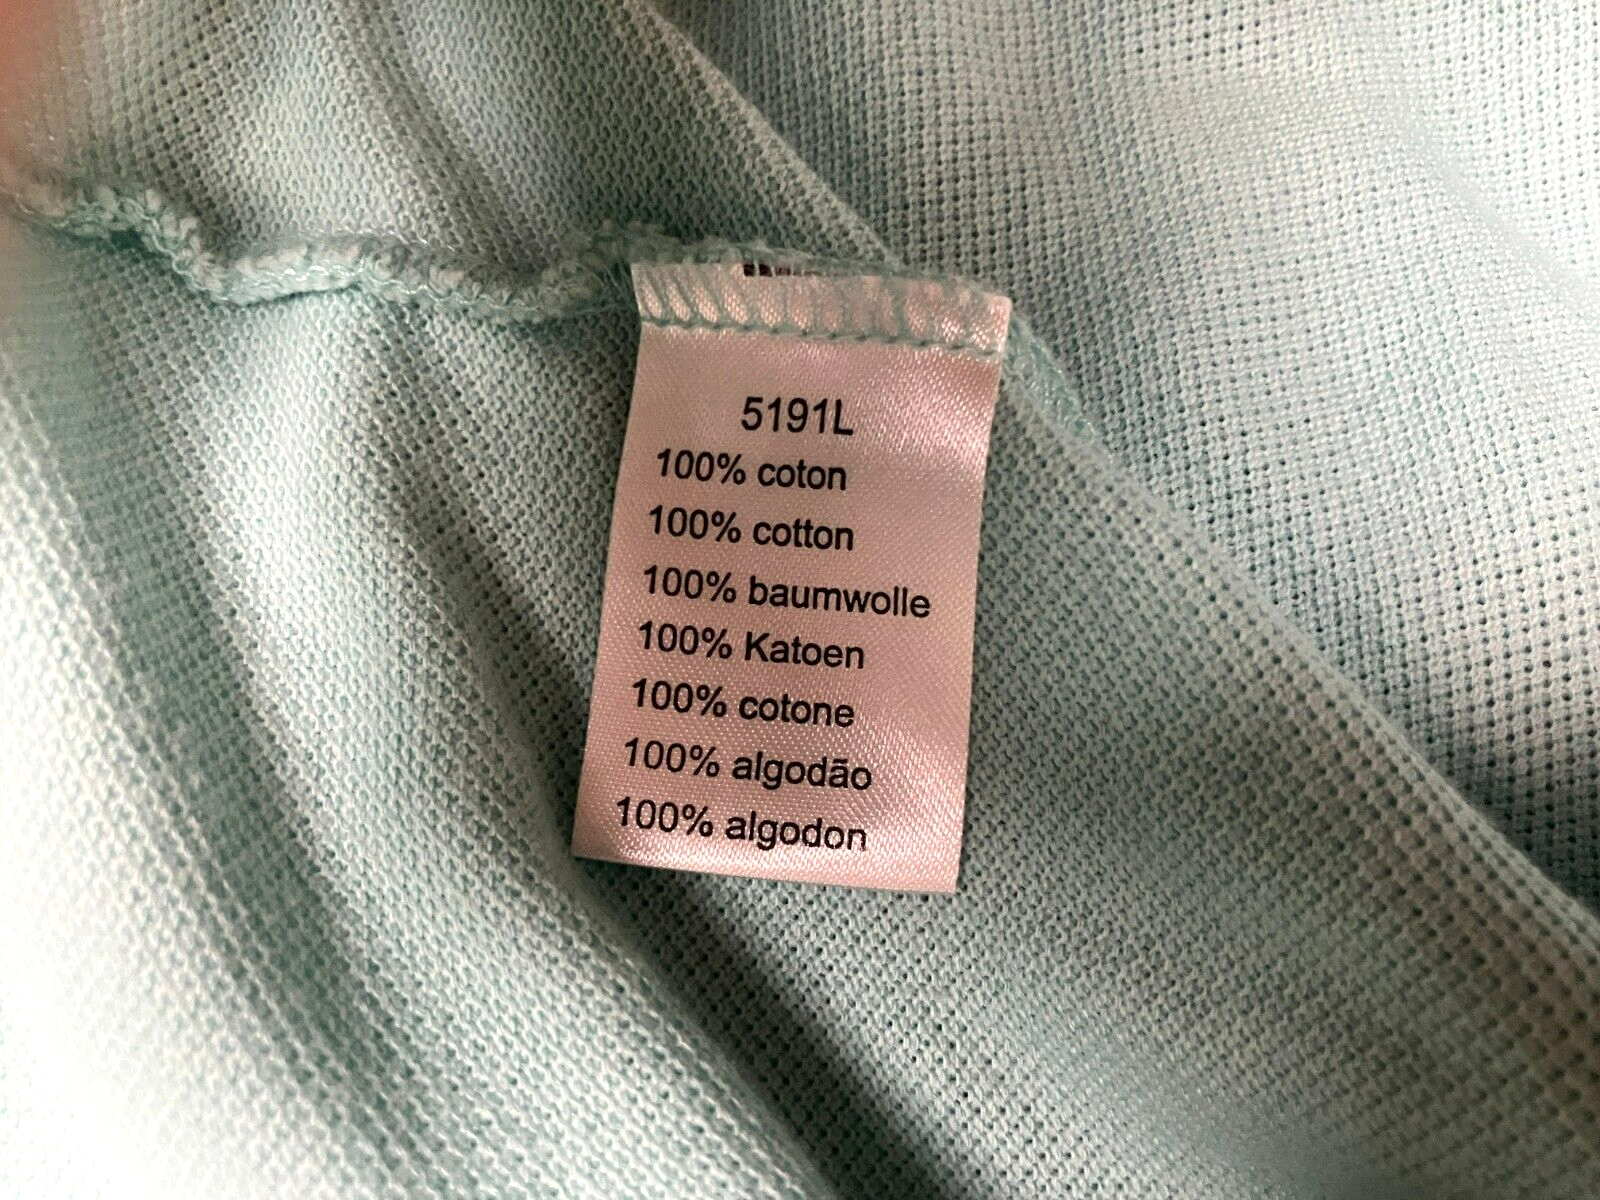 5191L
100% coton
100% cotton
100% baumwolle
100% Katoen
100% cotone
100% algodão
100% algodon